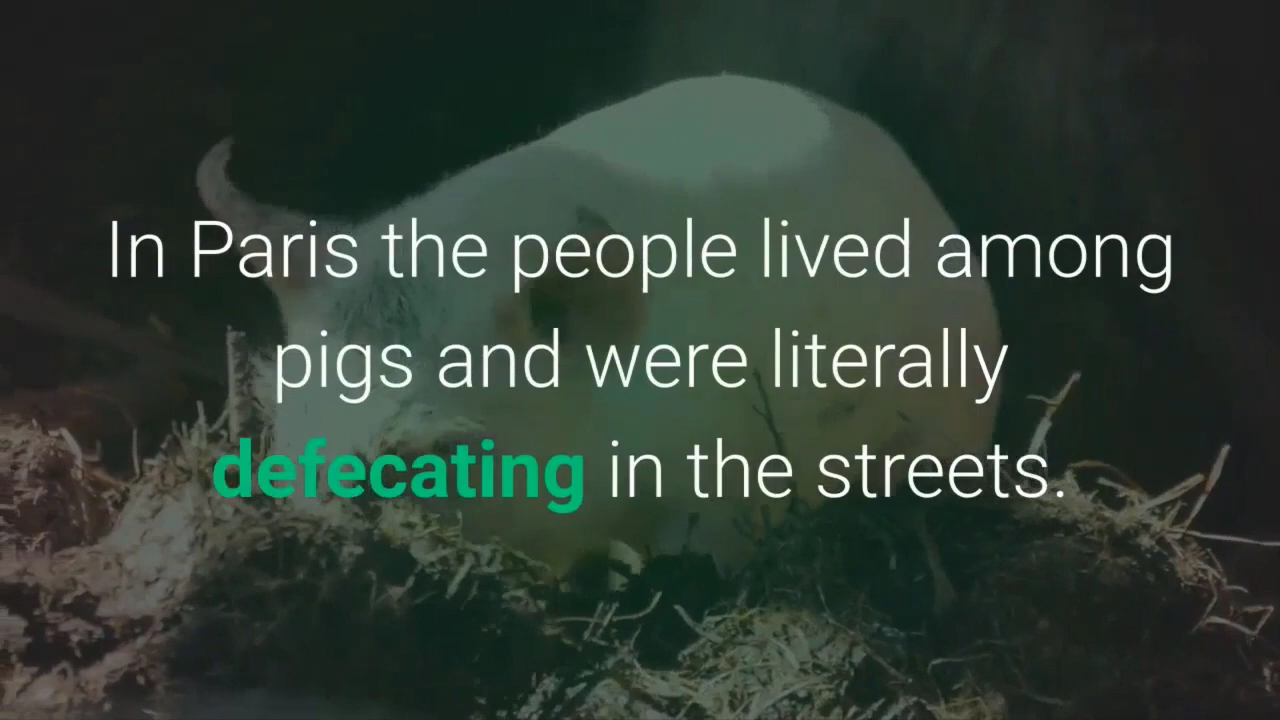 In Paris the people lived among
pigs and were literally
defecating in the streets.